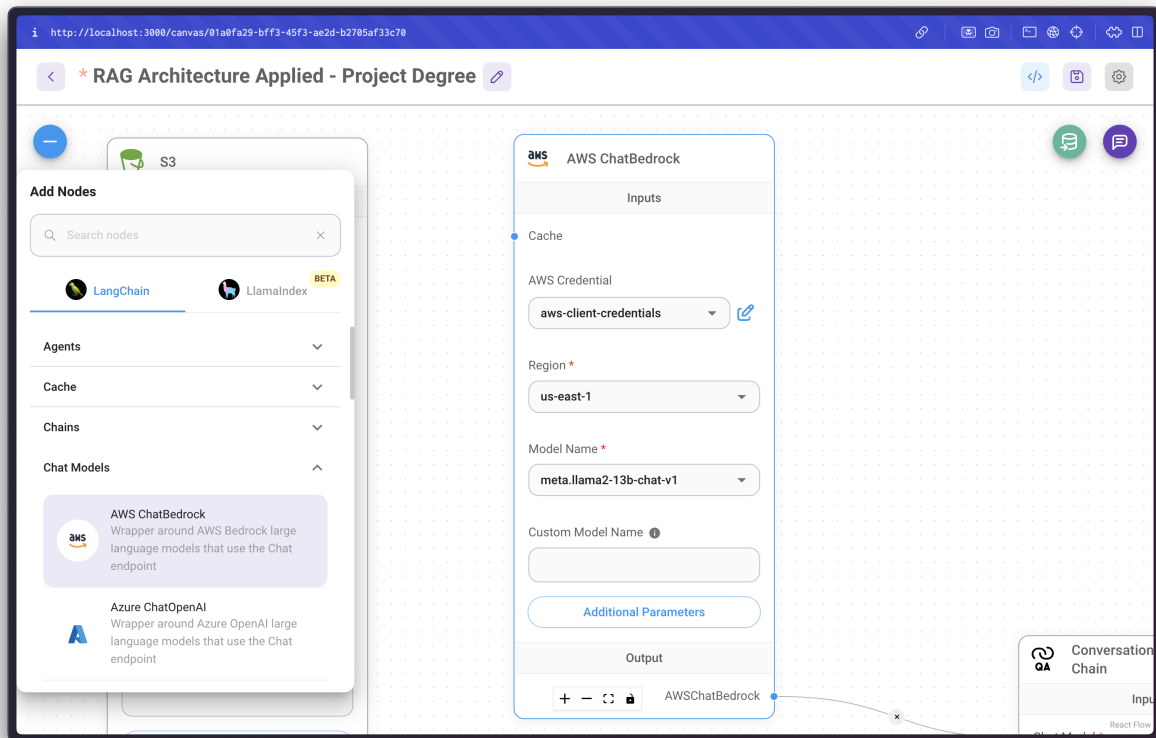 i http://localhost:3000/canvas/01a0fa29-bff3-45f3-ae2d-b2705af33c70
* RAG Architecture Applied - Project Degree
</>
S3
Add Nodes
Search nodes
LangChain
LlamaIndex
BETA
Agents
Cache
Chains
Chat Models
aws
AWS ChatBedrock
Wrapper around AWS Bedrock large
language models that use the Chat
endpoint
Azure ChatOpenAI
Wrapper around Azure OpenAI large
language models that use the Chat
endpoint
aws
AWS ChatBedrock
Inputs
Cache
AWS Credential
aws-client-credentials
Region *
us-east-1
Model Name *
meta.llama2-13b-chat-v1
Custom Model Name
Additional Parameters
Output
AWSChatBedrock
QA
Conversation
Chain
Inpu
React Flow